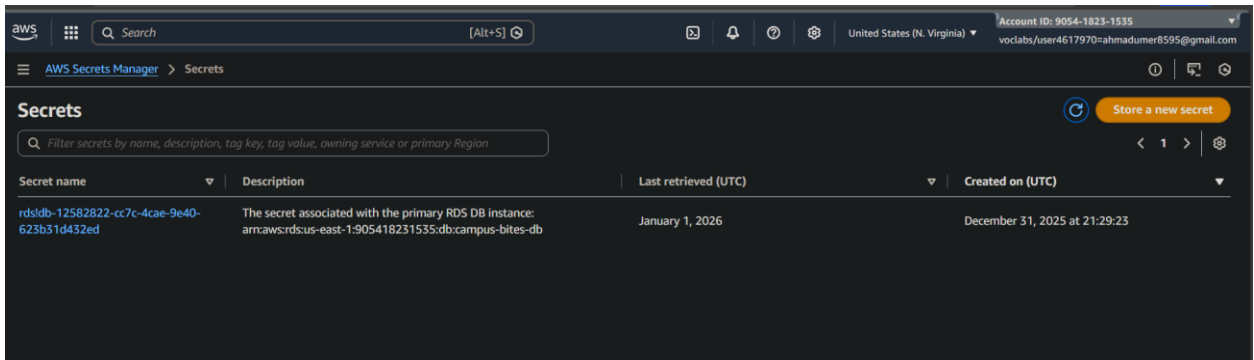 aws
Search
[Alt+S]
United States (N. Virginia)
Account ID: 9054-1823-1535
voclabs/user4617970=ahmadumer8595@gmail.com
AWS Secrets Manager > Secrets
Secrets
Store a new secret
Filter secrets by name, description, tag key, tag value, owning service or primary Region
< 1 >
Secret name
Description
Last retrieved (UTC)
Created on (UTC)
rds!db-12582822-cc7c-4cae-9e40-
623b31d432ed
The secret associated with the primary RDS DB instance:
arn:aws:rds:us-east-1:905418231535:db:campus-bites-db
January 1, 2026
December 31, 2025 at 21:29:23